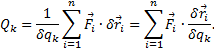 $$Q_k = \frac{1}{\delta q_k} \sum_{i=1}^{n} \vec{F}_i \cdot \delta \vec{r}_i = \sum_{i=1}^{n} \vec{F}_i \cdot \frac{\delta \vec{r}_i}{\delta q_k}.$$